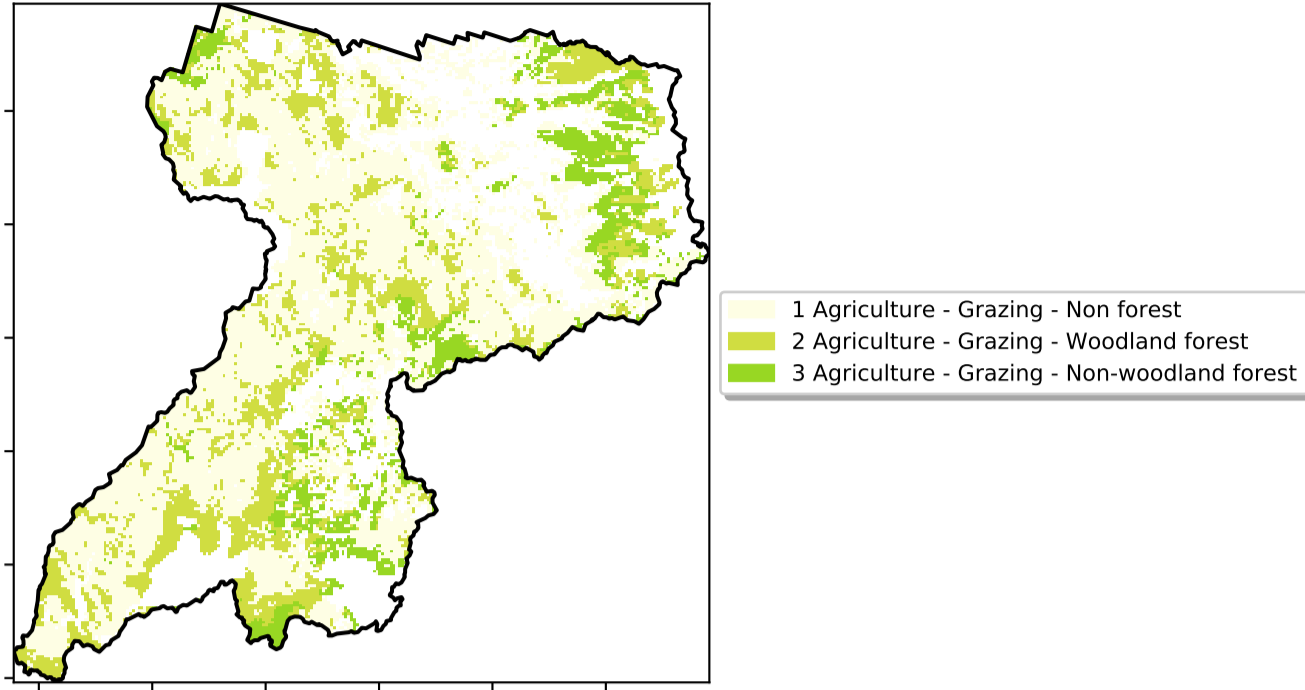 1 Agriculture - Grazing - Non forest
2 Agriculture - Grazing - Woodland forest
3 Agriculture - Grazing - Non-woodland forest